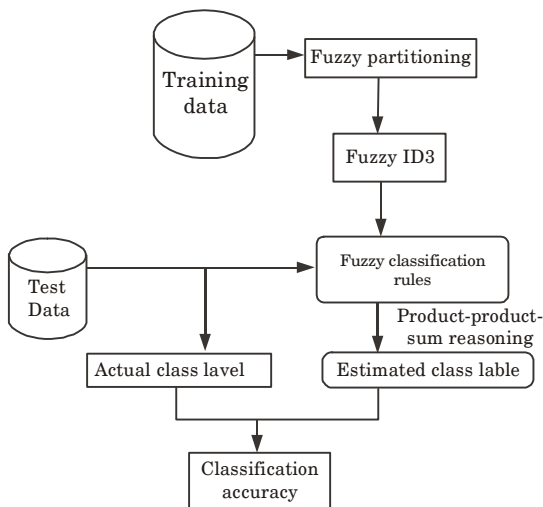 Training
data
Fuzzy partitioning
Fuzzy ID3
Test
Data
Fuzzy classification
rules
Product-product-
sum reasoning
Actual class lavel
Estimated class lable
Classification
accuracy